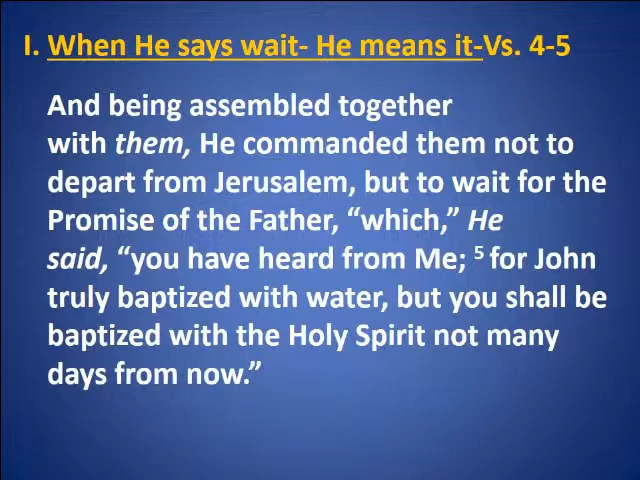 I. When He says wait- He means it-Vs. 4-5
And being assembled together
with them, He commanded them not to
depart from Jerusalem, but to wait for the
Promise of the Father, “which,” He
said, “you have heard from Me; 5 for John
truly baptized with water, but you shall be
baptized with the Holy Spirit not many
days from now.”